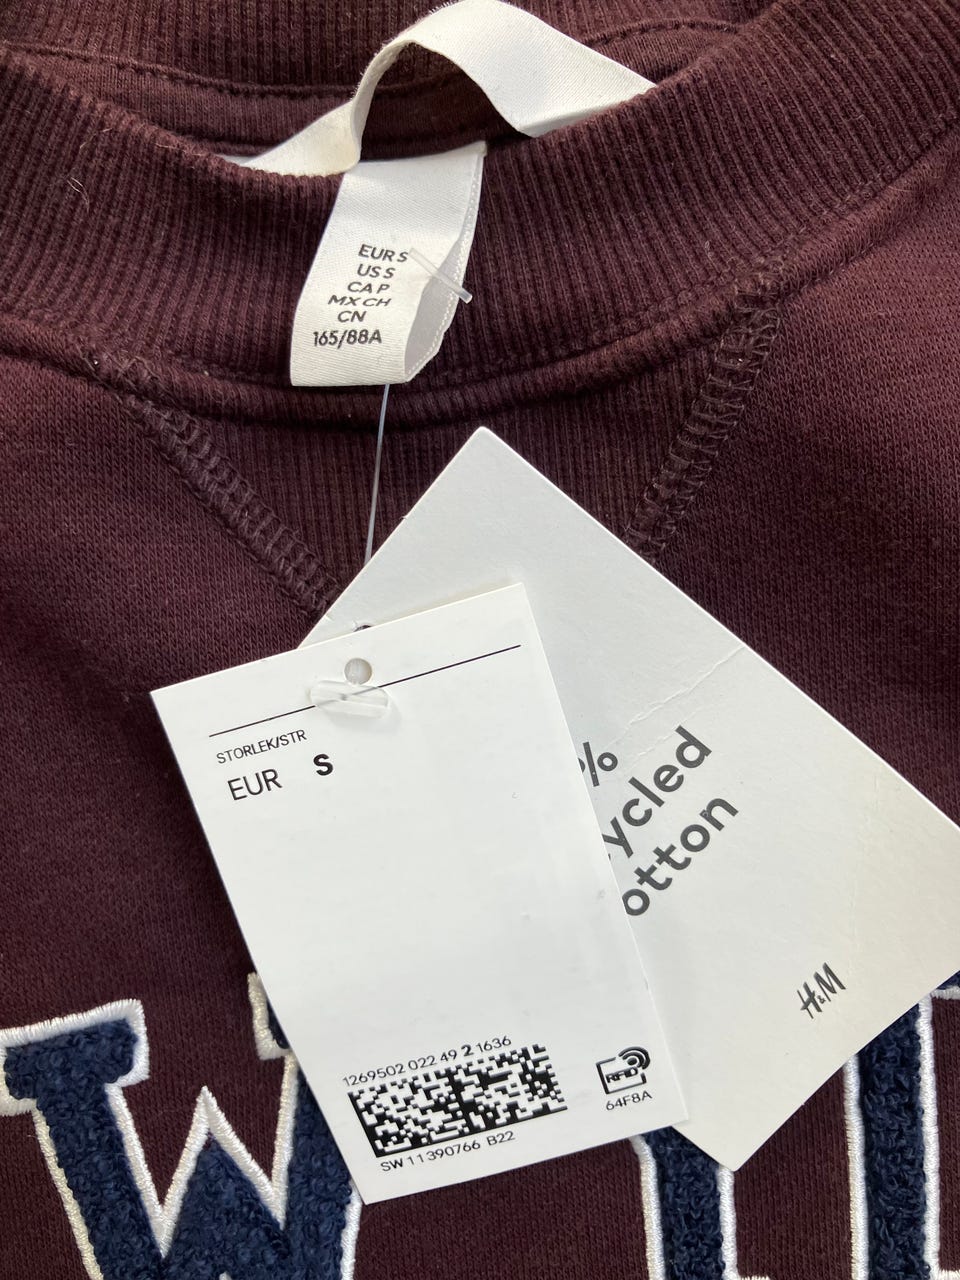 EUR S
US S
CA P
MX CH
CN
165/88A
STORLEK/STR
EUR S
%
ycled
otton
H&M
1269502 022 49 2 1636
RFID
64F8A
SW 11390766 B22
W